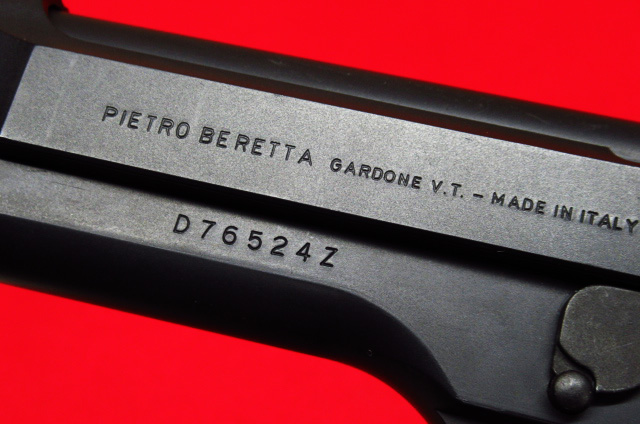 PIETRO BERETTA GARDONE V.T. – MADE IN ITALY
D76524Z